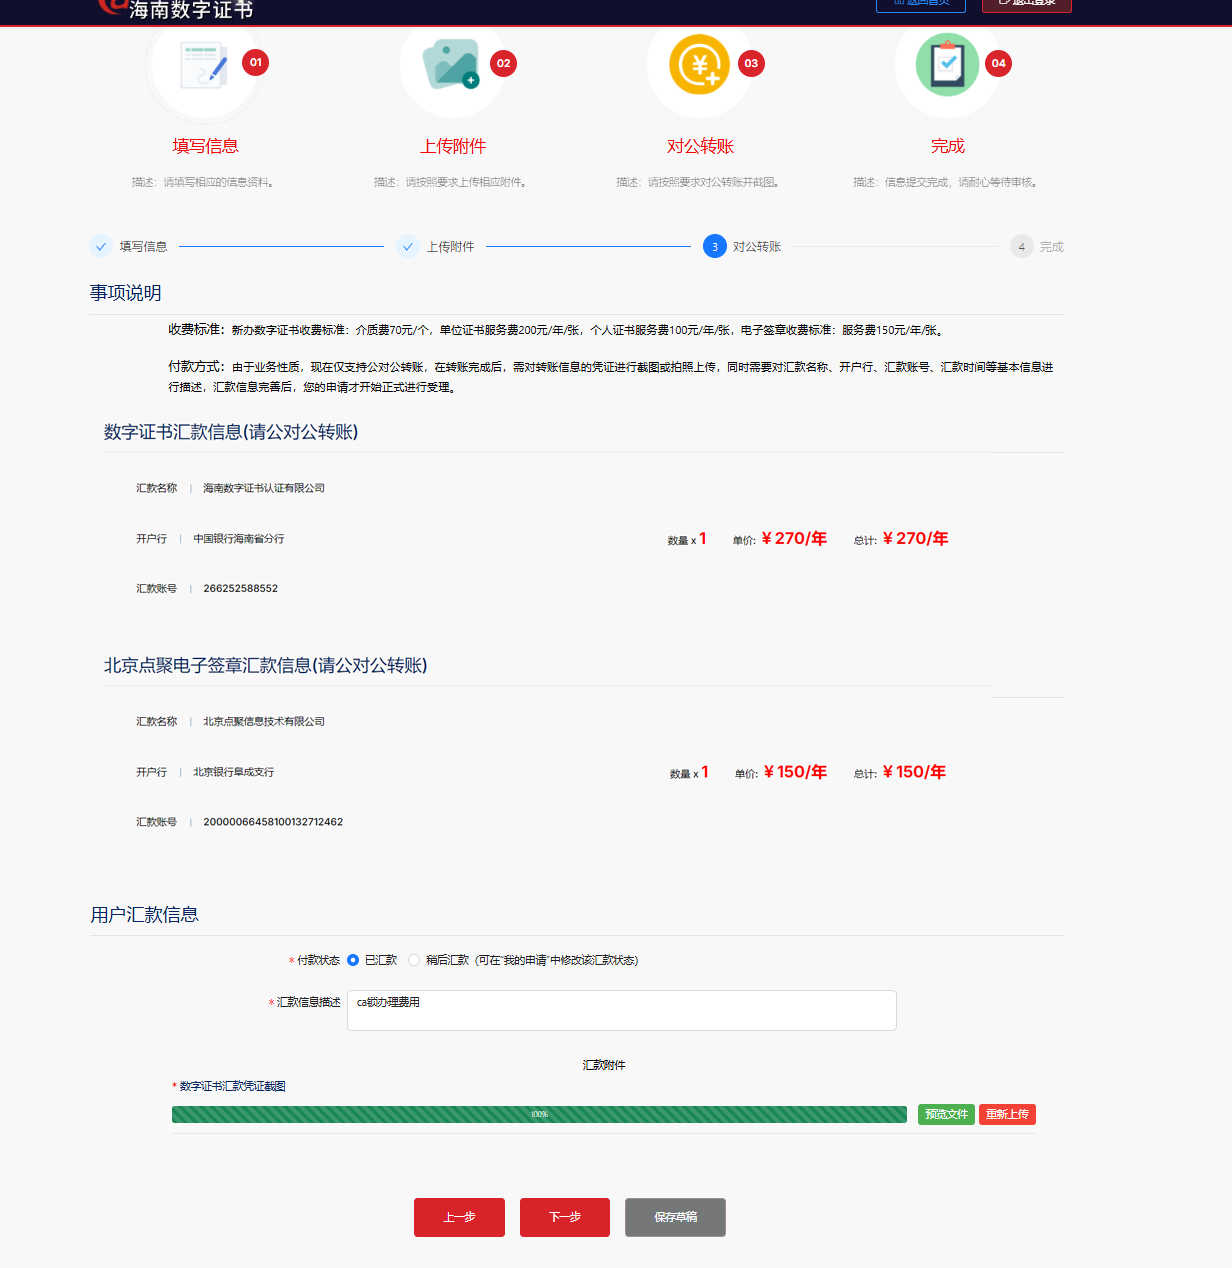 海南数字证书
返回首页
退出登录
01
02
03
04
填写信息
上传附件
对公转账
完成
描述：请填写相应的信息资料。
描述：请按照要求上传相应附件。
描述：请按照要求对公转账并截图。
描述：信息提交完成，请耐心等待审核。
填写信息
上传附件
3 对公转账
4 完成
事项说明
收费标准：新办数字证书收费标准：介质费70元/个，单位证书服务费200元/年/张，个人证书服务费100元/年/张，电子签章收费标准：服务费150元/年/张。
付款方式：由于业务性质，现在仅支持公对公转账，在转账完成后，需对转账信息的凭证进行截图或拍照上传，同时需要对汇款名称、开户行、汇款账号、汇款时间等基本信息进
行描述，汇款信息完善后，您的申请才开始正式进行受理。
数字证书汇款信息(请公对公转账)
汇款名称 | 海南数字证书认证有限公司
开户行 | 中国银行海南省分行
数量 x 1 单价: ￥270/年 总计: ￥270/年
汇款账号 | 266252588552
北京点聚电子签章汇款信息(请公对公转账)
汇款名称 | 北京点聚信息技术有限公司
开户行 | 北京银行阜成支行
数量 x 1 单价: ￥150/年 总计: ￥150/年
汇款账号 | 20000066458100132712462
用户汇款信息
* 付款状态 已汇款 稍后汇款（可在"我的申请"中修改该汇款状态）
* 汇款信息描述 ca锁办理费用
汇款附件
* 数字证书汇款凭证截图
100%
预览文件 重新上传
上一步 下一步 保存草稿